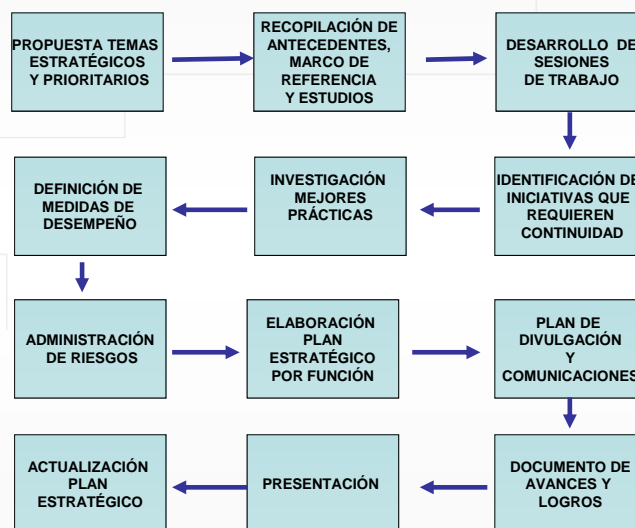 PROPUESTA TEMAS
ESTRATÉGICOS
Y PRIORITARIOS
RECOPILACIÓN DE
ANTECEDENTES,
MARCO DE
REFERENCIA
Y ESTUDIOS
DESARROLLO DE
SESIONES
DE TRABAJO
DEFINICIÓN DE
MEDIDAS DE
DESEMPEÑO
INVESTIGACIÓN
MEJORES
PRÁCTICAS
IDENTIFICACIÓN DE
INICIATIVAS QUE
REQUIEREN
CONTINUIDAD
ADMINISTRACIÓN
DE RIESGOS
ELABORACIÓN
PLAN
ESTRATÉGICO
POR FUNCIÓN
PLAN DE
DIVULGACIÓN
Y
COMUNICACIONES
ACTUALIZACIÓN
PLAN
ESTRATÉGICO
PRESENTACIÓN
DOCUMENTO DE
AVANCES Y
LOGROS